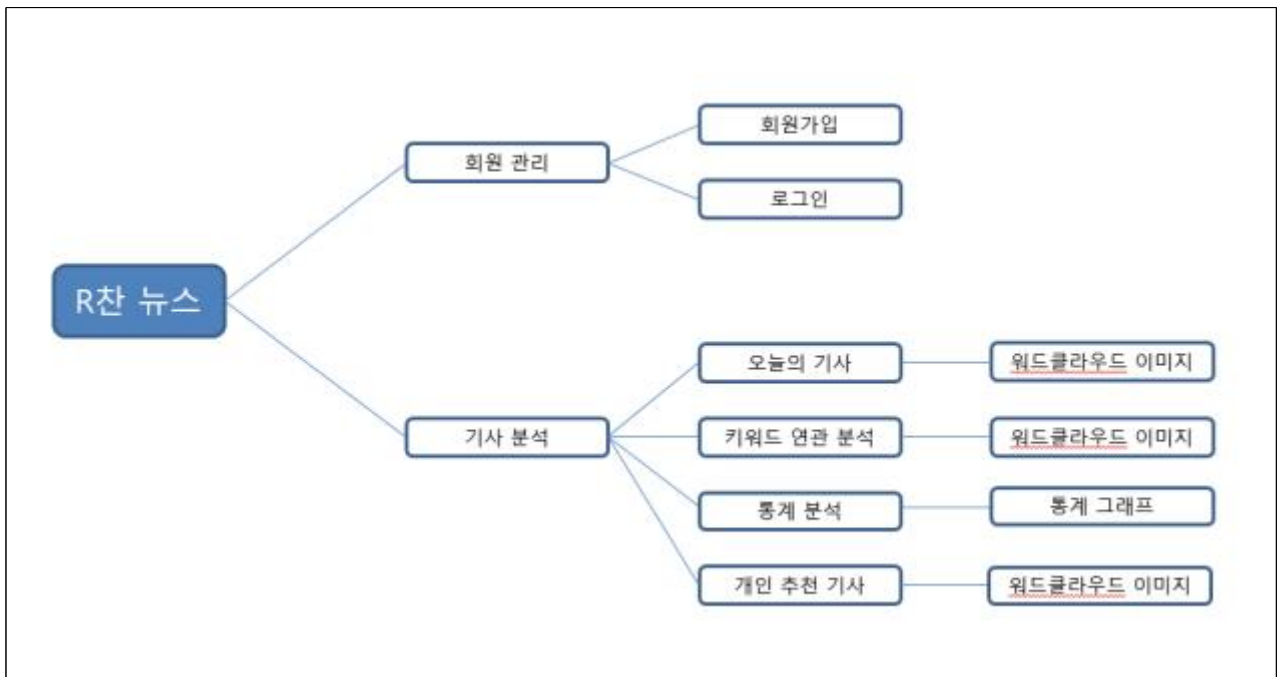 R찬 뉴스
회원 관리
회원가입
로그인
기사 분석
오늘의 기사
워드클라우드 이미지
키워드 연관 분석
워드클라우드 이미지
통계 분석
통계 그래프
개인 추천 기사
워드클라우드 이미지